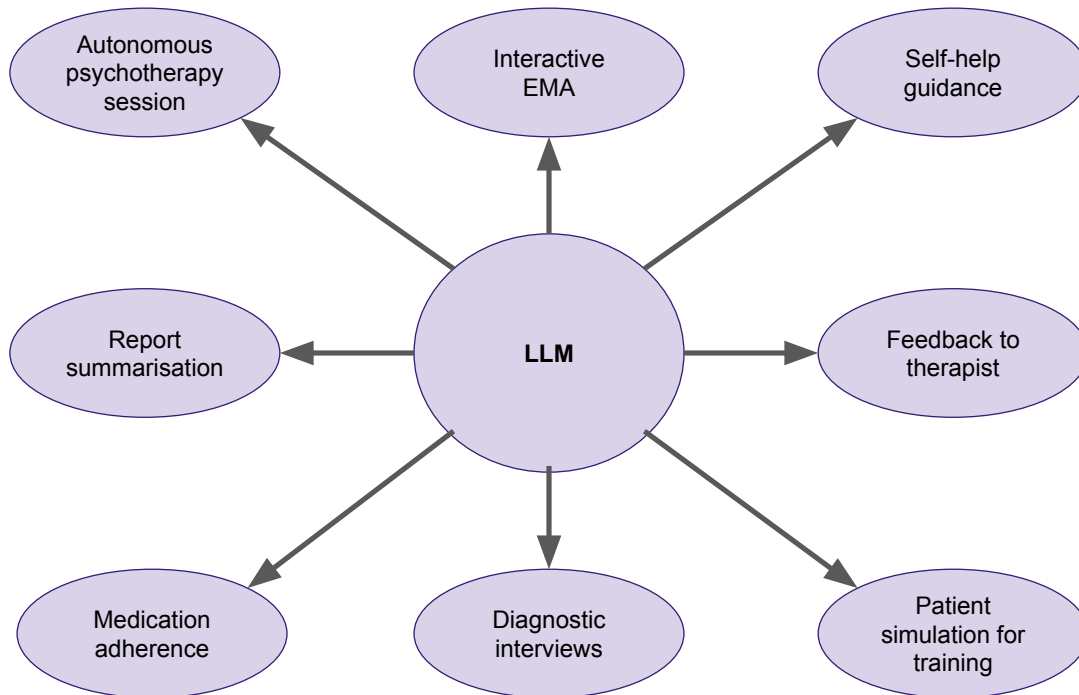 Autonomous
psychotherapy
session
Interactive
EMA
Self-help
guidance
Report
summarisation
LLM
Feedback to
therapist
Medication
adherence
Diagnostic
interviews
Patient
simulation for
training